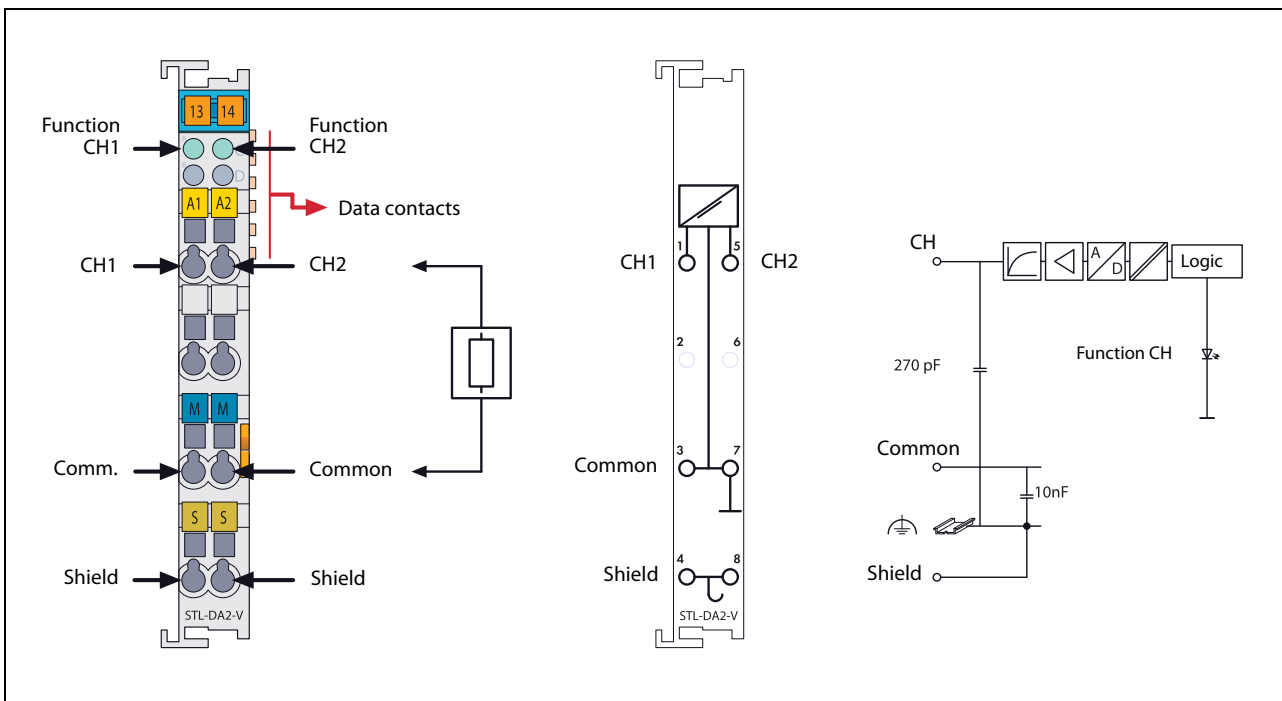 13 14
Function
CH1
Function
CH2
D
A1 A2
Data contacts
CH1
CH2
M M
Comm.
Common
S S
Shield
Shield
STL-DA2-V
1
5
CH1
CH2
2
6
3
7
Common
4
8
Shield
STL-DA2-V
CH
A
D
Logic
270 pF
Function CH
Common
10nF
Shield